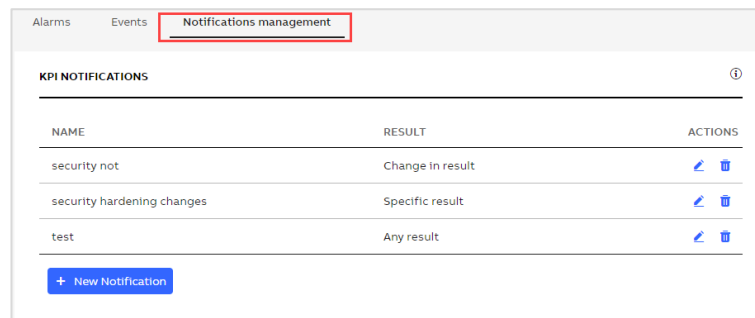 Alarms Events Notifications management
KPI NOTIFICATIONS
NAME RESULT ACTIONS
security not Change in result
security hardening changes Specific result
test Any result
+ New Notification